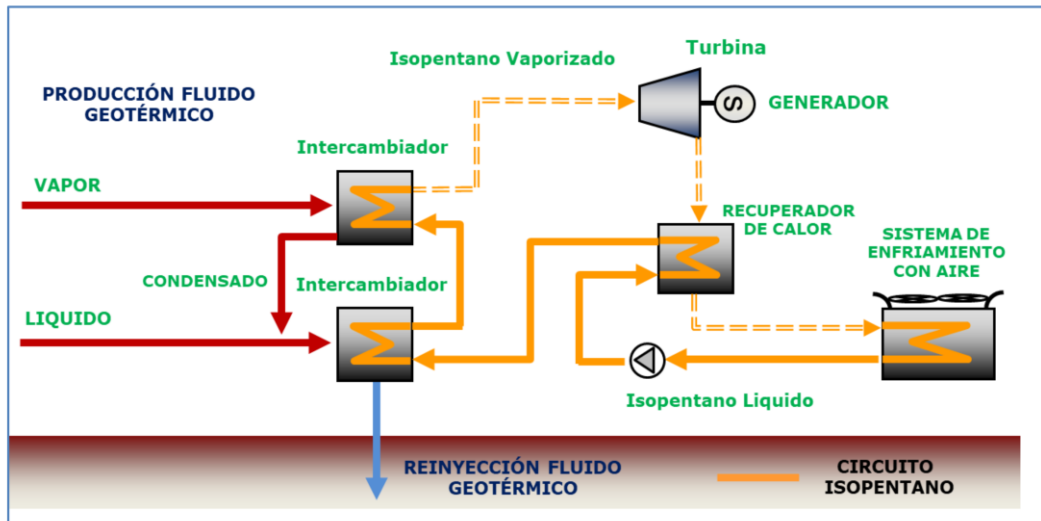 Isopentano Vaporizado
Turbina
PRODUCCIÓN FLUIDO
GEOTÉRMICO
GENERADOR
S
Intercambiador
VAPOR
RECUPERADOR
DE CALOR
SISTEMA DE
ENFRIAMIENTO
CON AIRE
CONDENSADO
Intercambiador
LIQUIDO
Isopentano Liquido
REINYECCIÓN FLUIDO
GEOTÉRMICO
CIRCUITO
ISOPENTANO